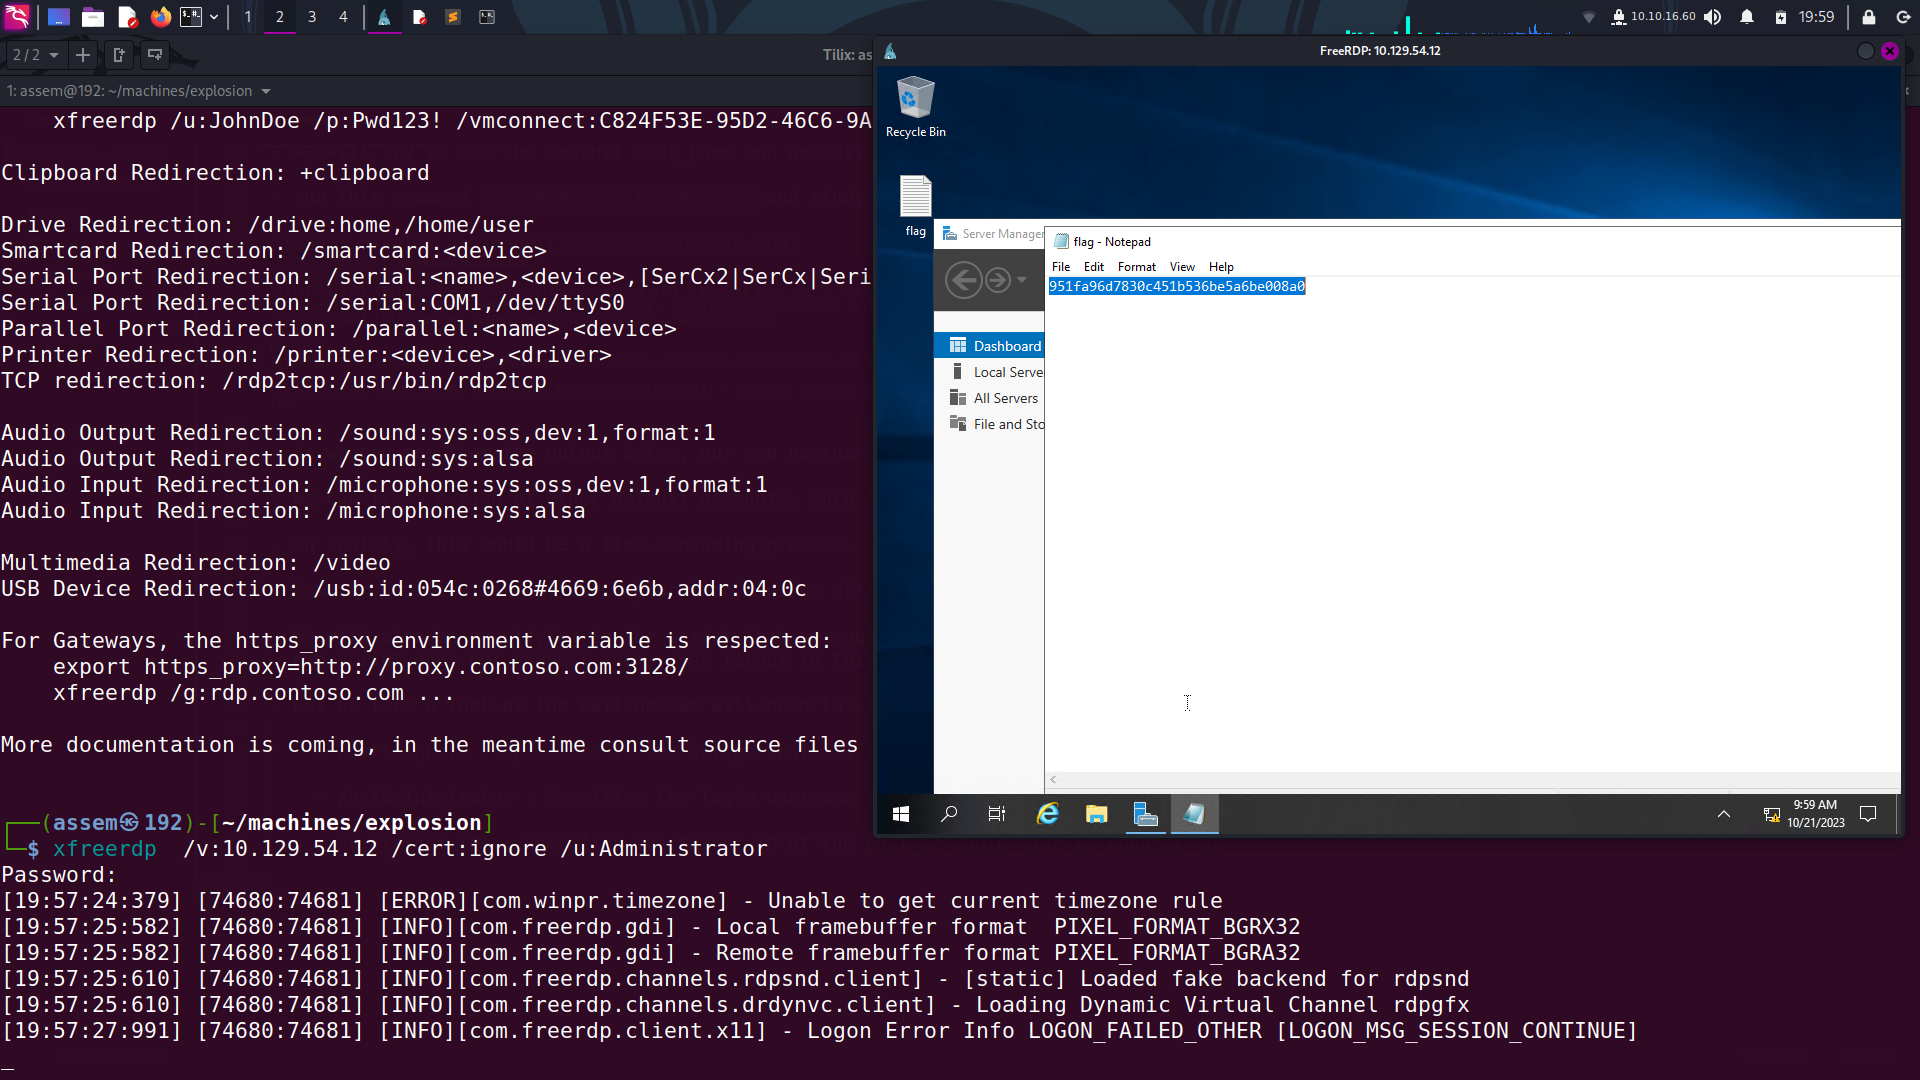 1 2 3 4
10.10.16.60
19:59
2 / 2
Tilix: as
1: assem@192: ~/machines/explosion
    xfreerdp /u:JohnDoe /p:Pwd123! /vmconnect:C824F53E-95D2-46C6-9A
Clipboard Redirection: +clipboard
Drive Redirection: /drive:home,/home/user
Smartcard Redirection: /smartcard:<device>
Serial Port Redirection: /serial:<name>,<device>,[SerCx2|SerCx|Seri
Serial Port Redirection: /serial:COM1,/dev/ttyS0
Parallel Port Redirection: /parallel:<name>,<device>
Printer Redirection: /printer:<device>,<driver>
TCP redirection: /rdp2tcp:/usr/bin/rdp2tcp
Audio Output Redirection: /sound:sys:oss,dev:1,format:1
Audio Output Redirection: /sound:sys:alsa
Audio Input Redirection: /microphone:sys:oss,dev:1,format:1
Audio Input Redirection: /microphone:sys:alsa
Multimedia Redirection: /video
USB Device Redirection: /usb:id:054c:0268#4669:6e6b,addr:04:0c
For Gateways, the https_proxy environment variable is respected:
    export https_proxy=http://proxy.contoso.com:3128/
    xfreerdp /g:rdp.contoso.com ...
More documentation is coming, in the meantime consult source files
(assem㉿192)-[~/machines/explosion]
$ xfreerdp  /v:10.129.54.12 /cert:ignore /u:Administrator
Password:
[19:57:24:379] [74680:74681] [ERROR][com.winpr.timezone] - Unable to get current timezone rule
[19:57:25:582] [74680:74681] [INFO][com.freerdp.gdi] - Local framebuffer format  PIXEL_FORMAT_BGRX32
[19:57:25:582] [74680:74681] [INFO][com.freerdp.gdi] - Remote framebuffer format PIXEL_FORMAT_BGRA32
[19:57:25:610] [74680:74681] [INFO][com.freerdp.channels.rdpsnd.client] - [static] Loaded fake backend for rdpsnd
[19:57:25:610] [74680:74681] [INFO][com.freerdp.channels.drdynvc.client] - Loading Dynamic Virtual Channel rdpgfx
[19:57:27:991] [74680:74681] [INFO][com.freerdp.client.x11] - Logon Error Info LOGON_FAILED_OTHER [LOGON_MSG_SESSION_CONTINUE]
FreeRDP: 10.129.54.12
Recycle Bin
flag
Server Manager
Dashboard
Local Serve
All Servers
File and Sto
flag - Notepad
File Edit Format View Help
951fa96d7830c451b536be5a6be008a0
9:59 AM
10/21/2023